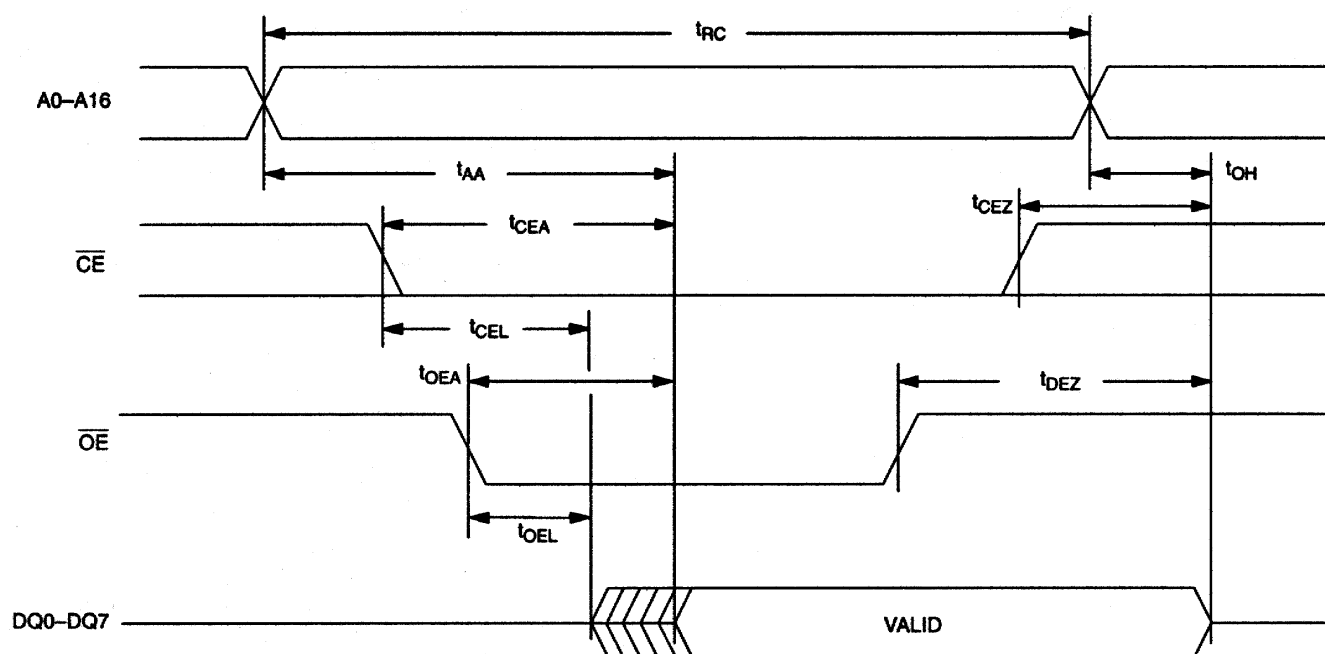 tRC
A0–A16
tAA
tOH
tCEA
tCEZ
CE
tCEL
tOEA
tDEZ
OE
tOEL
DQ0–DQ7
VALID